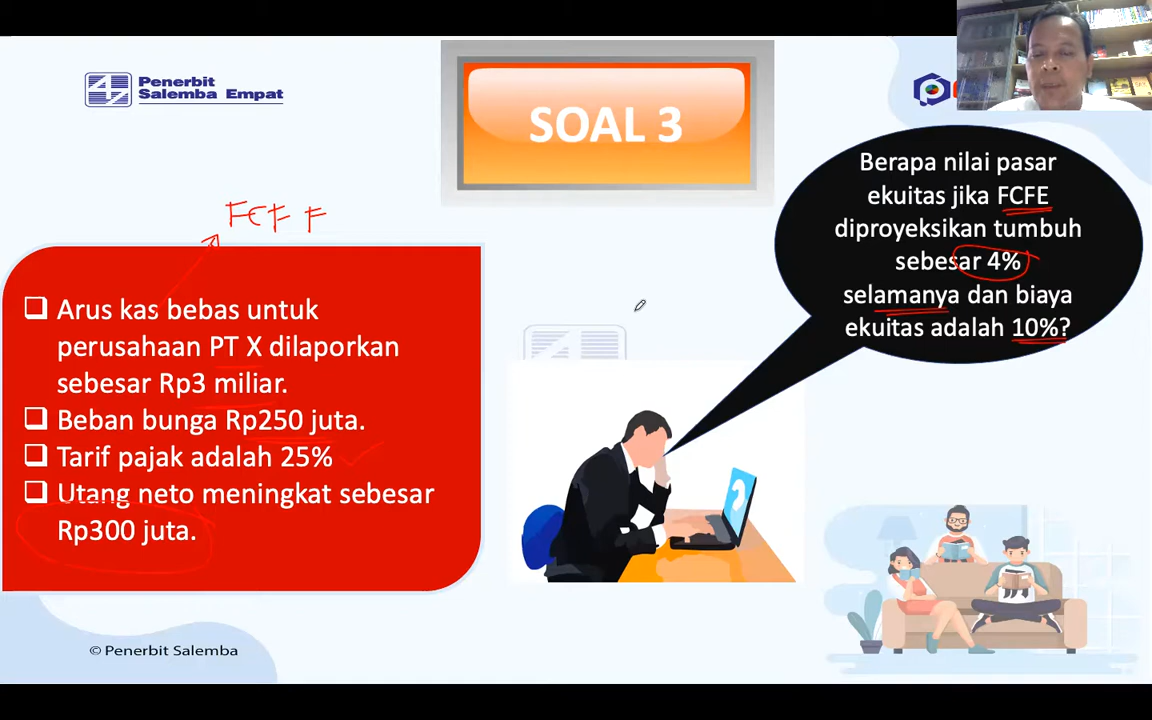 Penerbit
Salemba Empat
SOAL 3
Berapa nilai pasar
ekuitas jika FCFE
diproyeksikan tumbuh
sebesar 4%
selamanya dan biaya
ekuitas adalah 10%?
FCF F
❑ Arus kas bebas untuk
perusahaan PT X dilaporkan
sebesar Rp3 miliar.
❑ Beban bunga Rp250 juta.
❑ Tarif pajak adalah 25%
❑ Utang neto meningkat sebesar
Rp300 juta.
© Penerbit Salemba